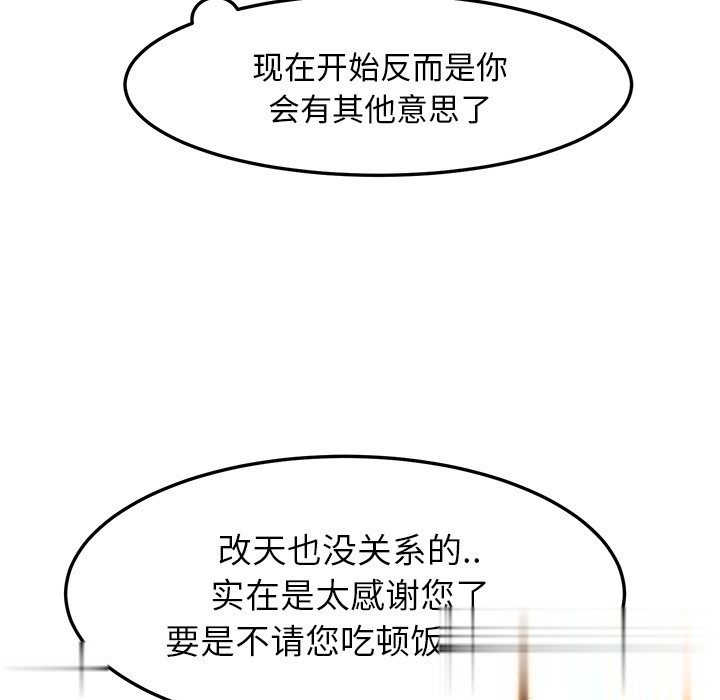 现在开始反而是你
会有其他意思了
改天也没关系的..
实在是太感谢您了
要是不请您吃顿饭